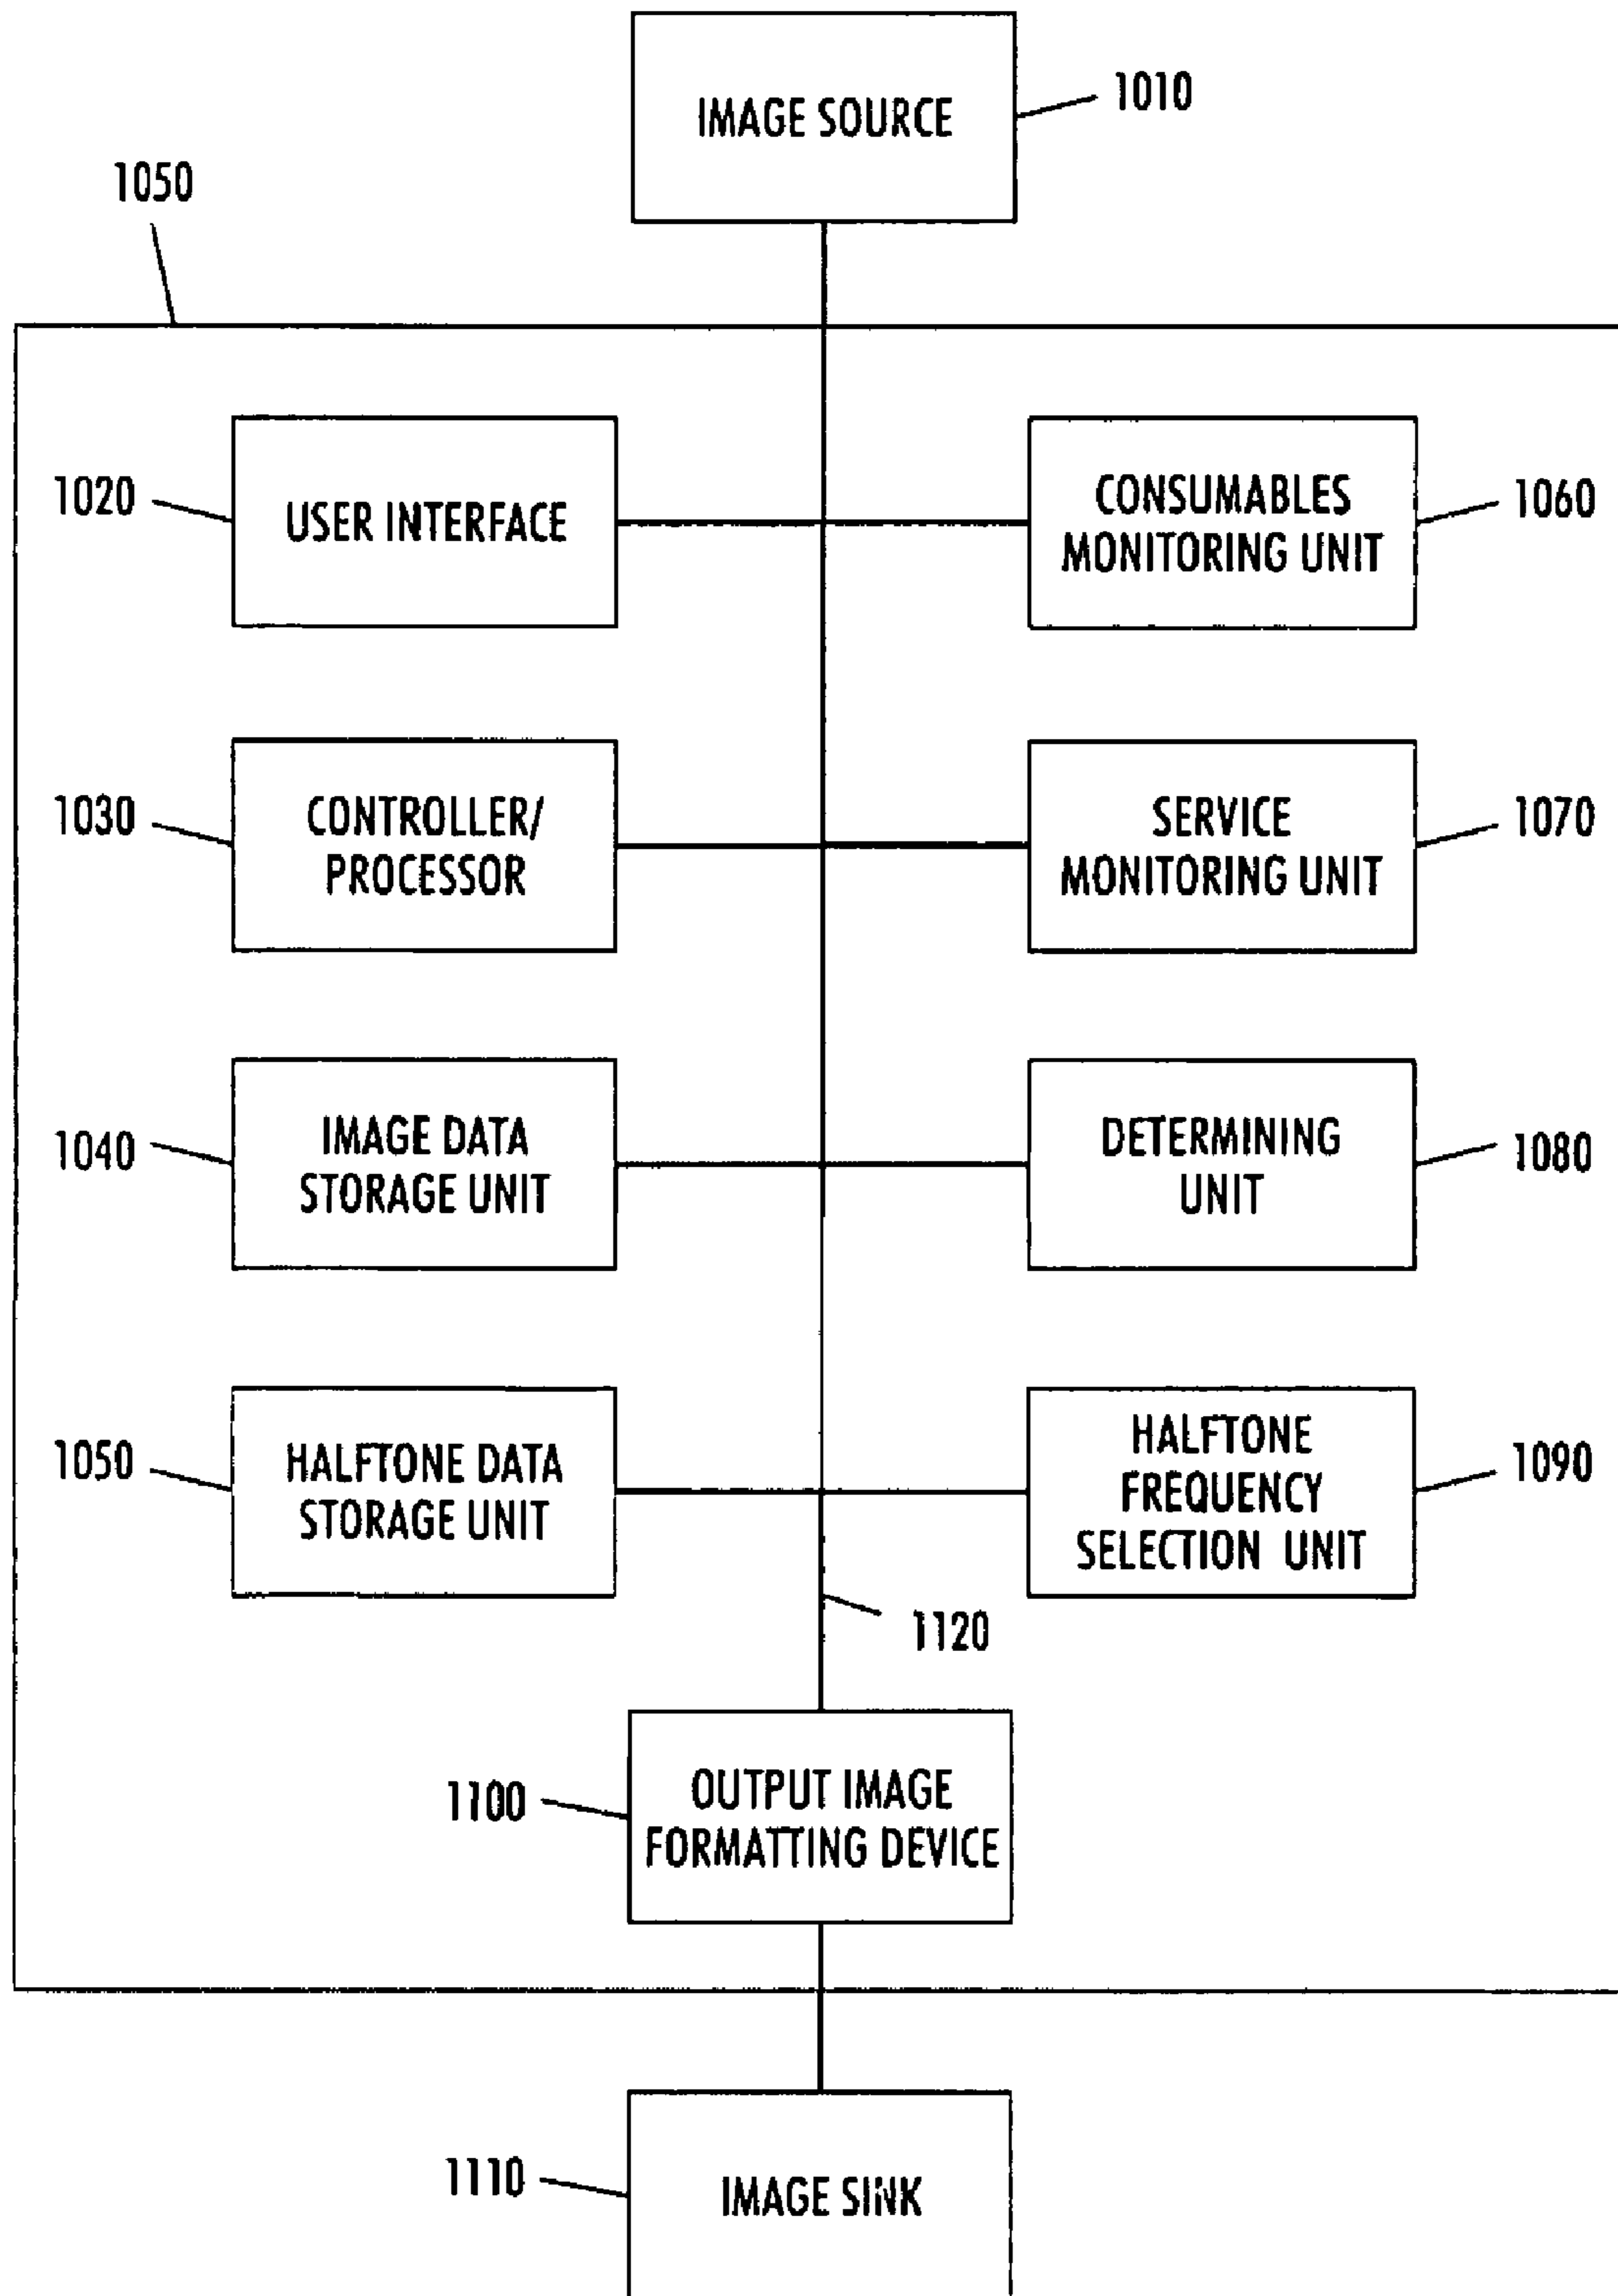 IMAGE SOURCE
1010
1050
1020
USER INTERFACE
CONSUMABLES
MONITORING UNIT
1060
1030
CONTROLLER/
PROCESSOR
SERVICE
MONITORING UNIT
1070
1040
IMAGE DATA
STORAGE UNIT
DETERMINING
UNIT
1080
1050
HALFTONE DATA
STORAGE UNIT
HALFTONE
FREQUENCY
SELECTION UNIT
1090
1120
1100
OUTPUT IMAGE
FORMATTING DEVICE
1110
IMAGE SINK